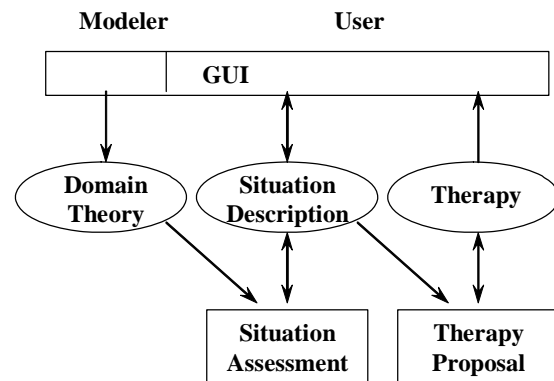 Modeler User
GUI
Domain
Theory
Situation
Description
Therapy
Situation
Assessment
Therapy
Proposal